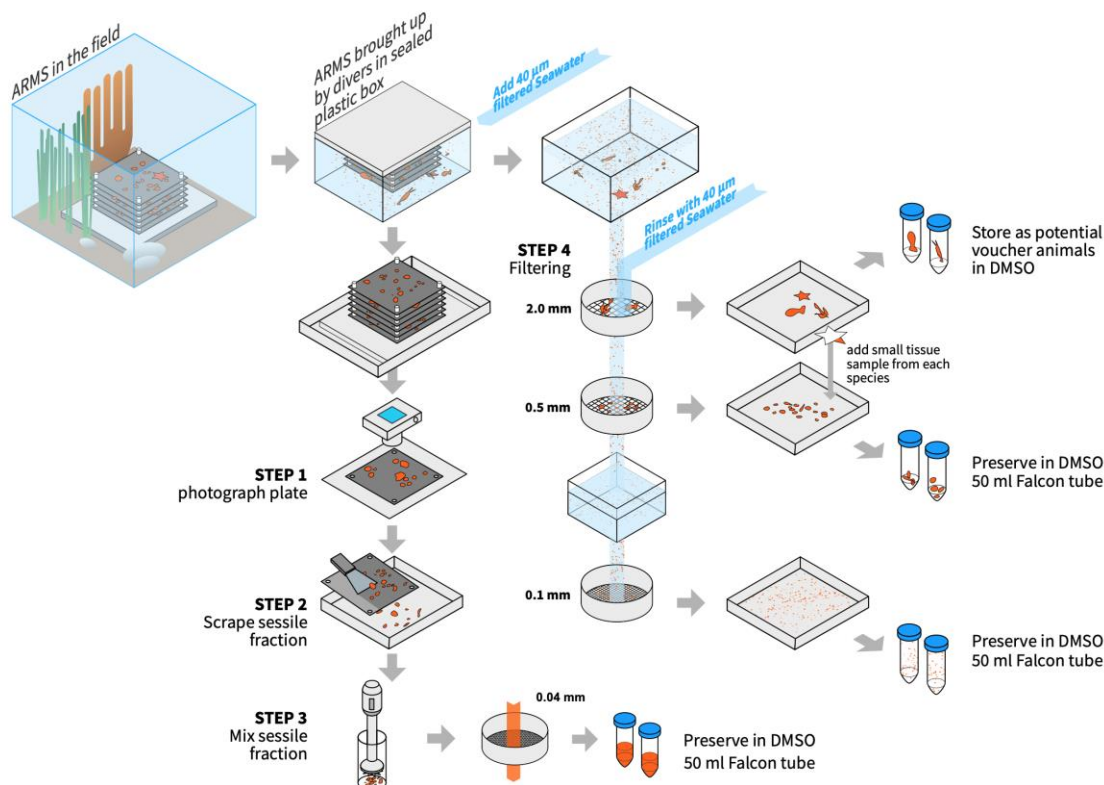 ARMS in the field
ARMS brought up
by divers in sealed
plastic box
Add 40 µm
filtered Seawater
Rinse with 40 µm
filtered Seawater
STEP 4
Filtering
2.0 mm
Store as potential
voucher animals
in DMSO
add small tissue
sample from each
species
0.5 mm
STEP 1
photograph plate
Preserve in DMSO
50 ml Falcon tube
0.1 mm
STEP 2
Scrape sessile
fraction
Preserve in DMSO
50 ml Falcon tube
STEP 3
Mix sessile
fraction
0.04 mm
Preserve in DMSO
50 ml Falcon tube